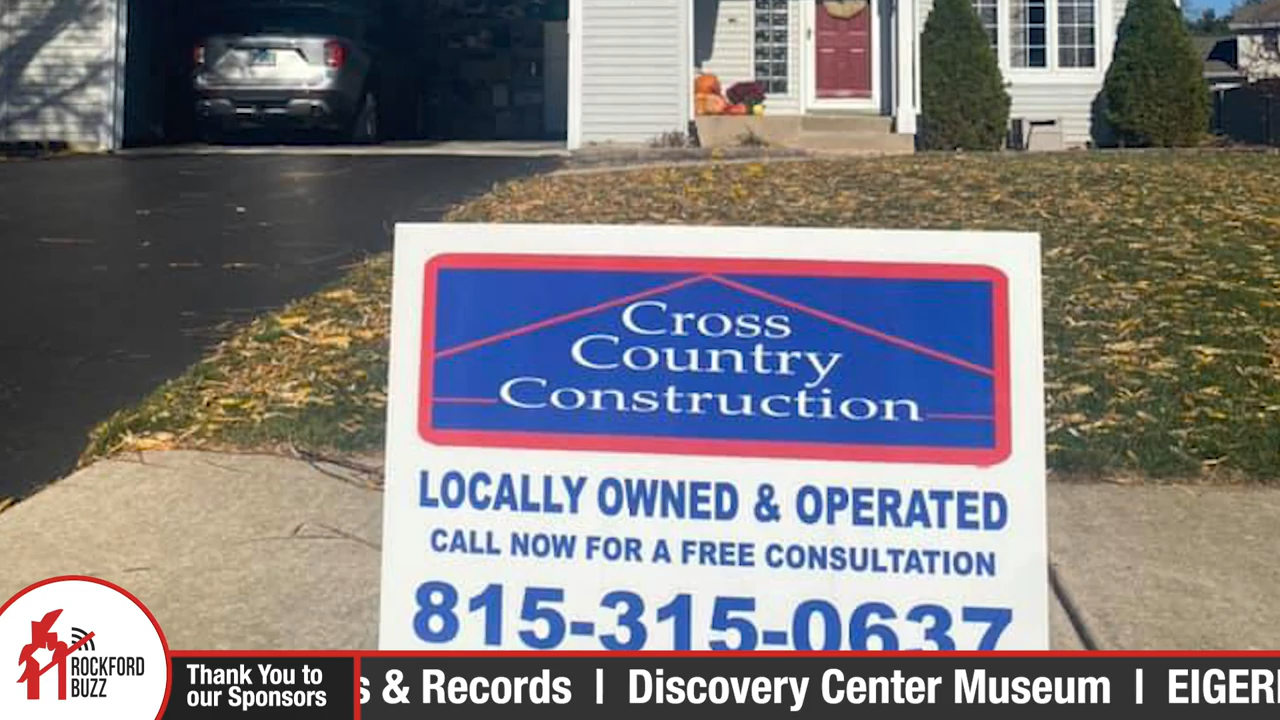 Cross
Country
Construction
LOCALLY OWNED & OPERATED
CALL NOW FOR A FREE CONSULTATION
815-315-0637
ROCKFORD
BUZZ
Thank You to
our Sponsors
s & Records | Discovery Center Museum | EIGER